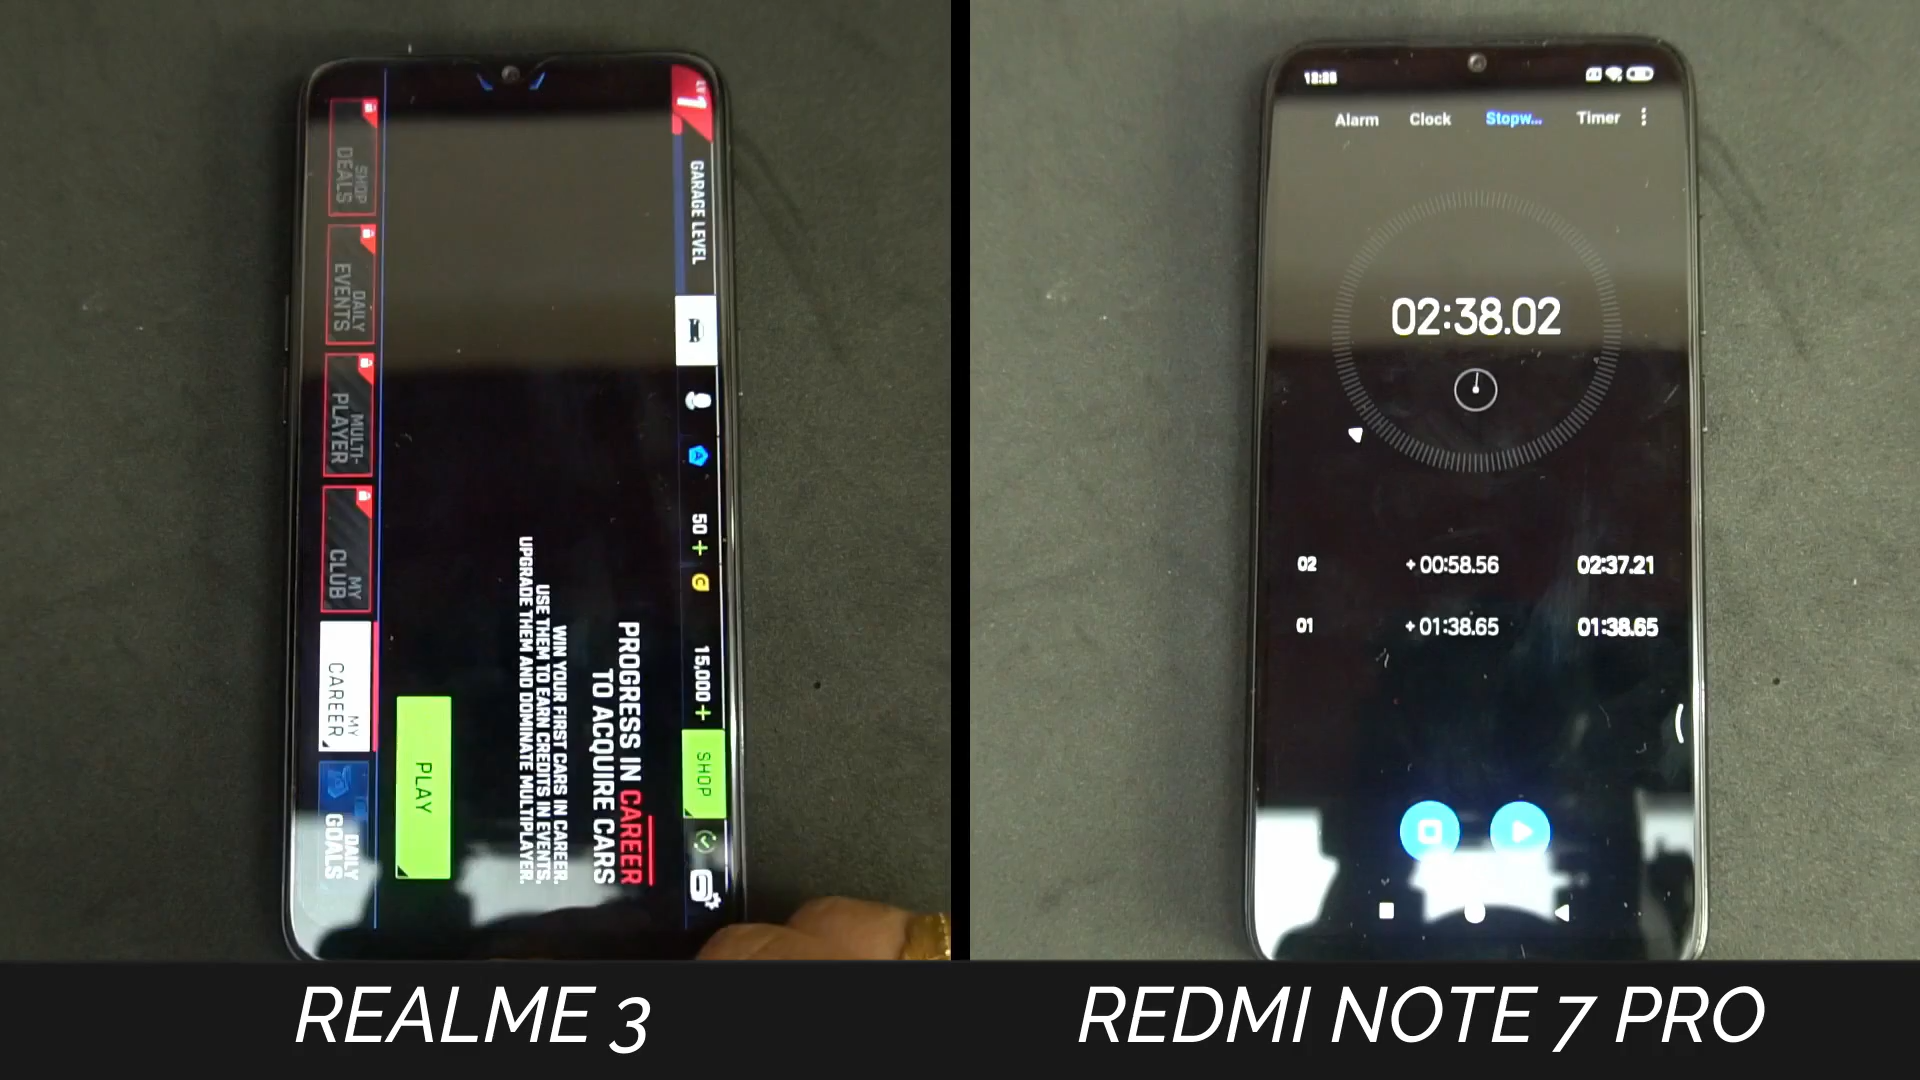 LV
1
GARAGE LEVEL
50 +
15,000 +
SHOP
SHOP
DEALS
DAILY
EVENTS
MULTI-
PLAYER
MY
CLUB
MY
CAREER
DAILY
GOALS
PROGRESS IN CAREER
TO ACQUIRE CARS
WIN YOUR FIRST CARS IN CAREER.
USE THEM TO EARN CREDITS IN EVENTS.
UPGRADE THEM AND DOMINATE MULTIPLAYER.
PLAY
Alarm Clock Stopw... Timer
02:38.02
02 + 00:58.56 02:37.21
01 + 01:38.65 01:38.65
REALME 3
REDMI NOTE 7 PRO